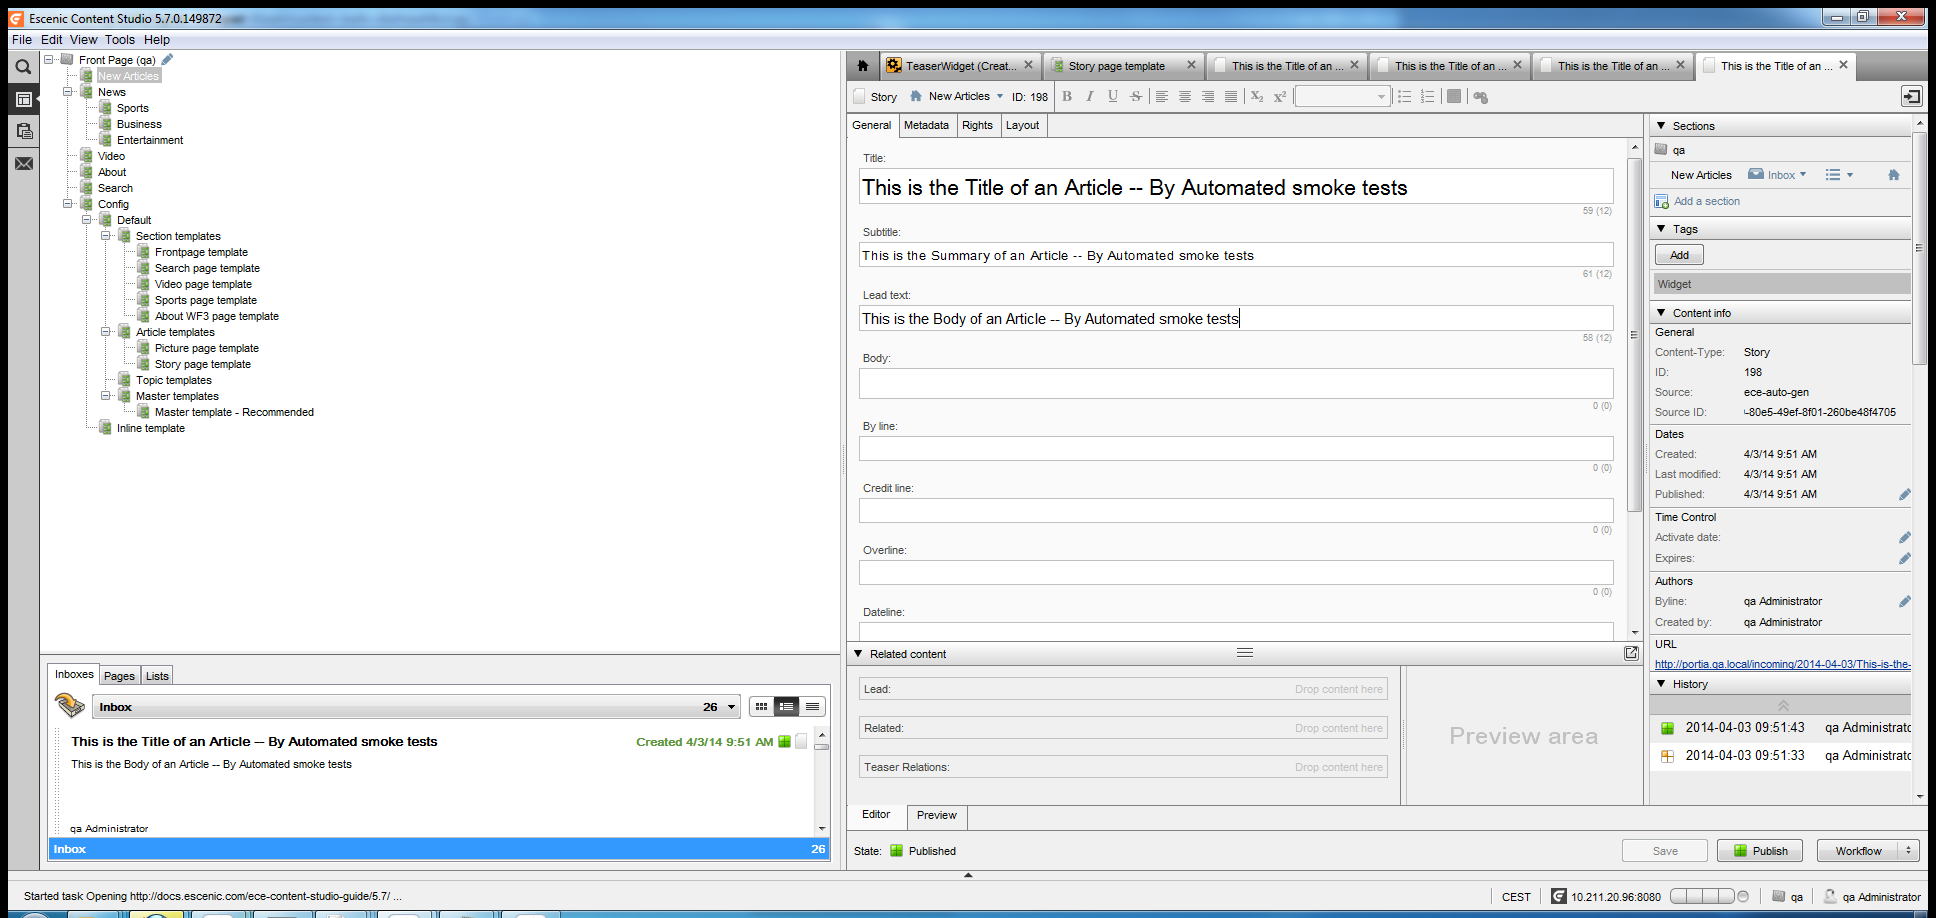 Escenic Content Studio 5.7.0.149872
File Edit View Tools Help
Front Page (qa)
New Articles
News
Sports
Business
Entertainment
Video
About
Search
Config
Default
Section templates
Frontpage template
Search page template
Video page template
Sports page template
About WF3 page template
Article templates
Picture page template
Story page template
Topic templates
Master templates
Master template - Recommended
Inline template
Inboxes Pages Lists
Inbox 26
This is the Title of an Article -- By Automated smoke tests Created 4/3/14 9:51 AM
This is the Body of an Article -- By Automated smoke tests
qa Administrator
Inbox 26
TeaserWidget (Creat... Story page template This is the Title of an ... This is the Title of an ... This is the Title of an ... This is the Title of an ...
Story New Articles ID: 198 B I U S X2 X2
General Metadata Rights Layout
Title:
This is the Title of an Article -- By Automated smoke tests
59 (12)
Subtitle:
This is the Summary of an Article -- By Automated smoke tests
61 (12)
Lead text:
This is the Body of an Article -- By Automated smoke tests
58 (12)
Body:
0 (0)
By line:
0 (0)
Credit line:
0 (0)
Overline:
0 (0)
Dateline:
Related content
Lead: Drop content here
Related: Drop content here
Teaser Relations: Drop content here
Preview area
Editor Preview
State: Published
Save Publish Workflow
Sections
qa
New Articles Inbox
Add a section
Tags
Add
Widget
Content info
General
Content-Type: Story
ID: 198
Source: ece-auto-gen
Source ID: -80e5-49ef-8f01-260be48f4705
Dates
Created: 4/3/14 9:51 AM
Last modified: 4/3/14 9:51 AM
Published: 4/3/14 9:51 AM
Time Control
Activate date:
Expires:
Authors
Byline: qa Administrator
Created by: qa Administrator
URL
http://portia.qa.local/incoming/2014-04-03/This-is-the-
History
2014-04-03 09:51:43 qa Administrato
2014-04-03 09:51:33 qa Administrato
Started task Opening http://docs.escenic.com/ece-content-studio-guide/5.7/ ...
CEST 10.211.20.96:8080 qa qa Administrator